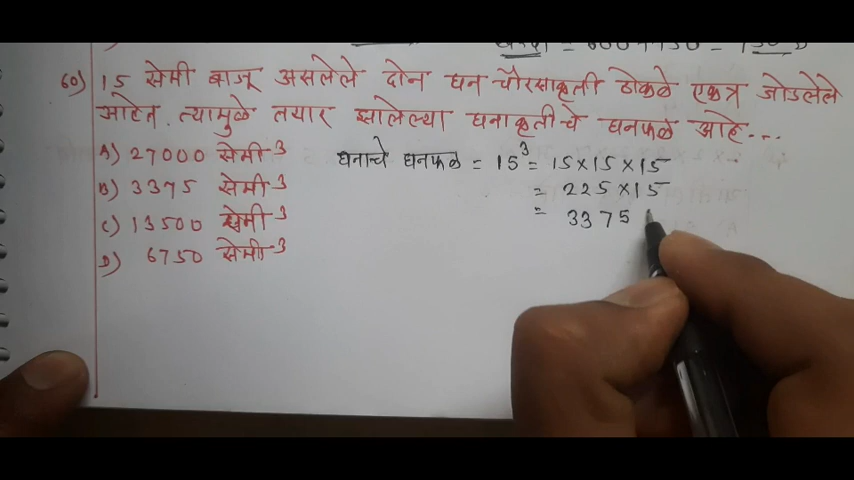 60) 15 सेमी बाजू असलेले दोन घन चौरसाकृती ठोकळे एकत्र जोडलेले
आहेत. त्यामुळे तयार झालेल्या घनाकृतीचे घनफळ आहे...
A) 27000 सेमी³ घनाचे घनफळ = 15³ = 15×15×15
B) 3375 सेमी³ = 225×15
C) 13500 सेमी³ = 3375
D) 6750 सेमी³